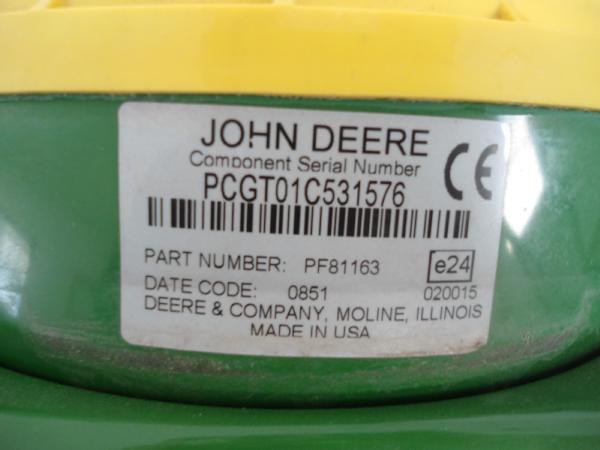 JOHN DEERE
Component Serial Number
CE
PCGT01C531576
PART NUMBER: PF81163
e24
DATE CODE: 0851
020015
DEERE & COMPANY, MOLINE, ILLINOIS
MADE IN USA